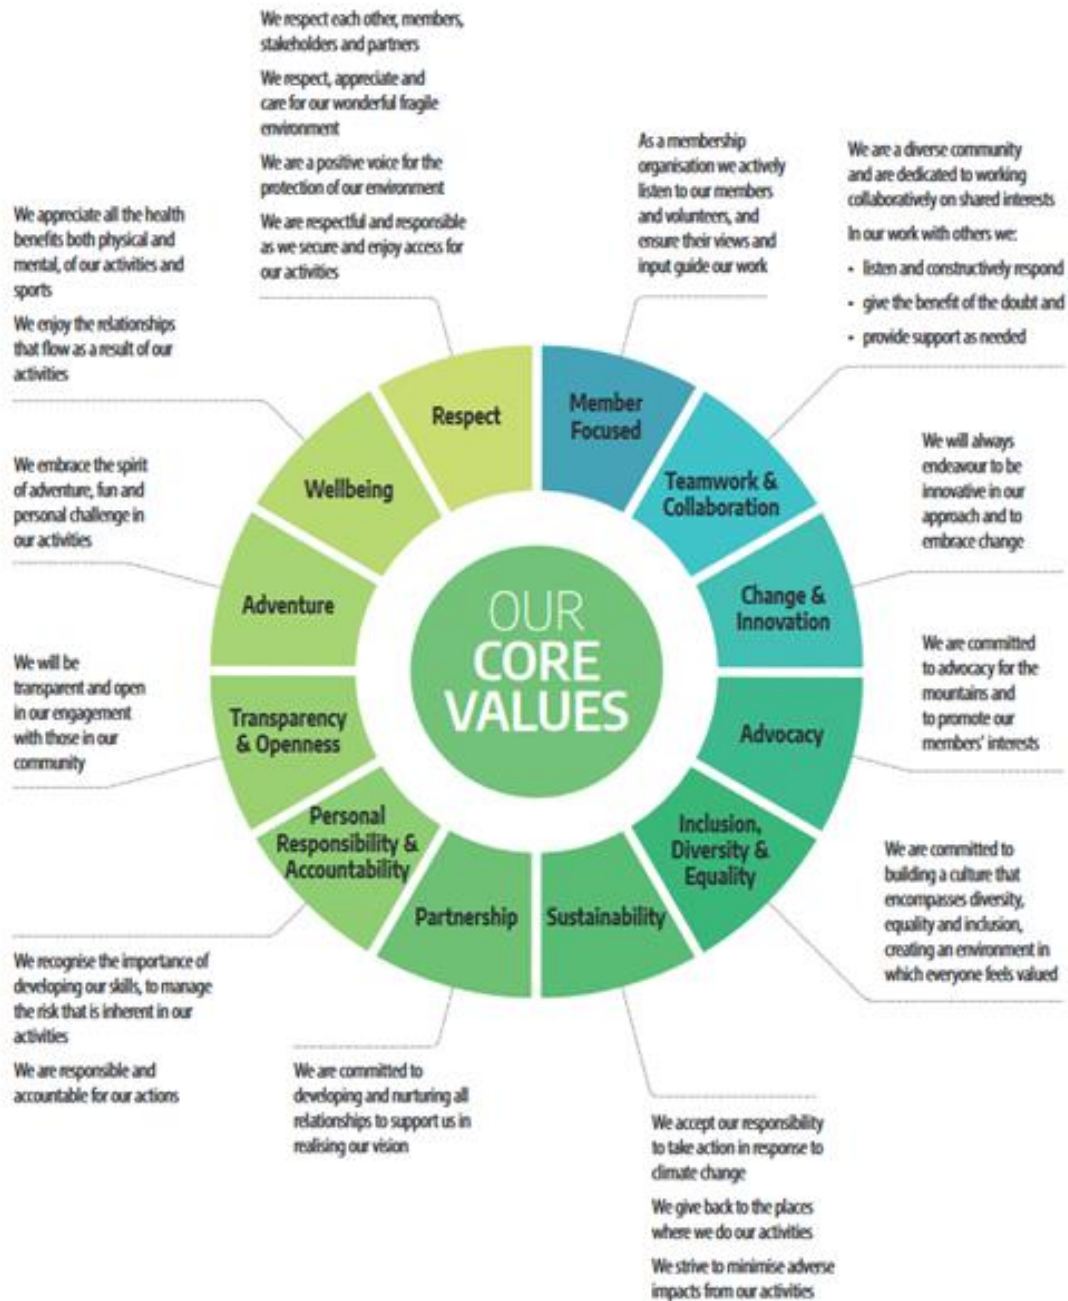 We respect each other, members,
stakeholders and partners
We respect, appreciate and
care for our wonderful fragile
environment
We are a positive voice for the
protection of our environment
We are respectful and responsible
as we secure and enjoy access for
our activities
As a membership
organisation we actively
listen to our members
and volunteers, and
ensure their views and
input guide our work
We are a diverse community
and are dedicated to working
collaboratively on shared interests
In our work with others we:
• listen and constructively respond
• give the benefit of the doubt and
• provide support as needed
We appreciate all the health
benefits both physical and
mental, of our activities and
sports
We enjoy the relationships
that flow as a result of our
activities
Respect
Member
Focused
Wellbeing
Teamwork &
Collaboration
We embrace the spirit
of adventure, fun and
personal challenge in
our activities
We will always
endeavour to be
innovative in our
approach and to
embrace change
Adventure
OUR
CORE
VALUES
Change &
Innovation
We will be
transparent and open
in our engagement
with those in our
community
Transparency
& Openness
Advocacy
We are committed
to advocacy for the
mountains and
to promote our
members' interests
Personal
Responsibility &
Accountability
Partnership
Sustainability
Inclusion,
Diversity &
Equality
We are committed to
building a culture that
encompasses diversity,
equality and inclusion,
creating an environment in
which everyone feels valued
We recognise the importance of
developing our skills, to manage
the risk that is inherent in our
activities
We are responsible and
accountable for our actions
We are committed to
developing and nurturing all
relationships to support us in
realising our vision
We accept our responsibility
to take action in response to
climate change
We give back to the places
where we do our activities
We strive to minimise adverse
impacts from our activities